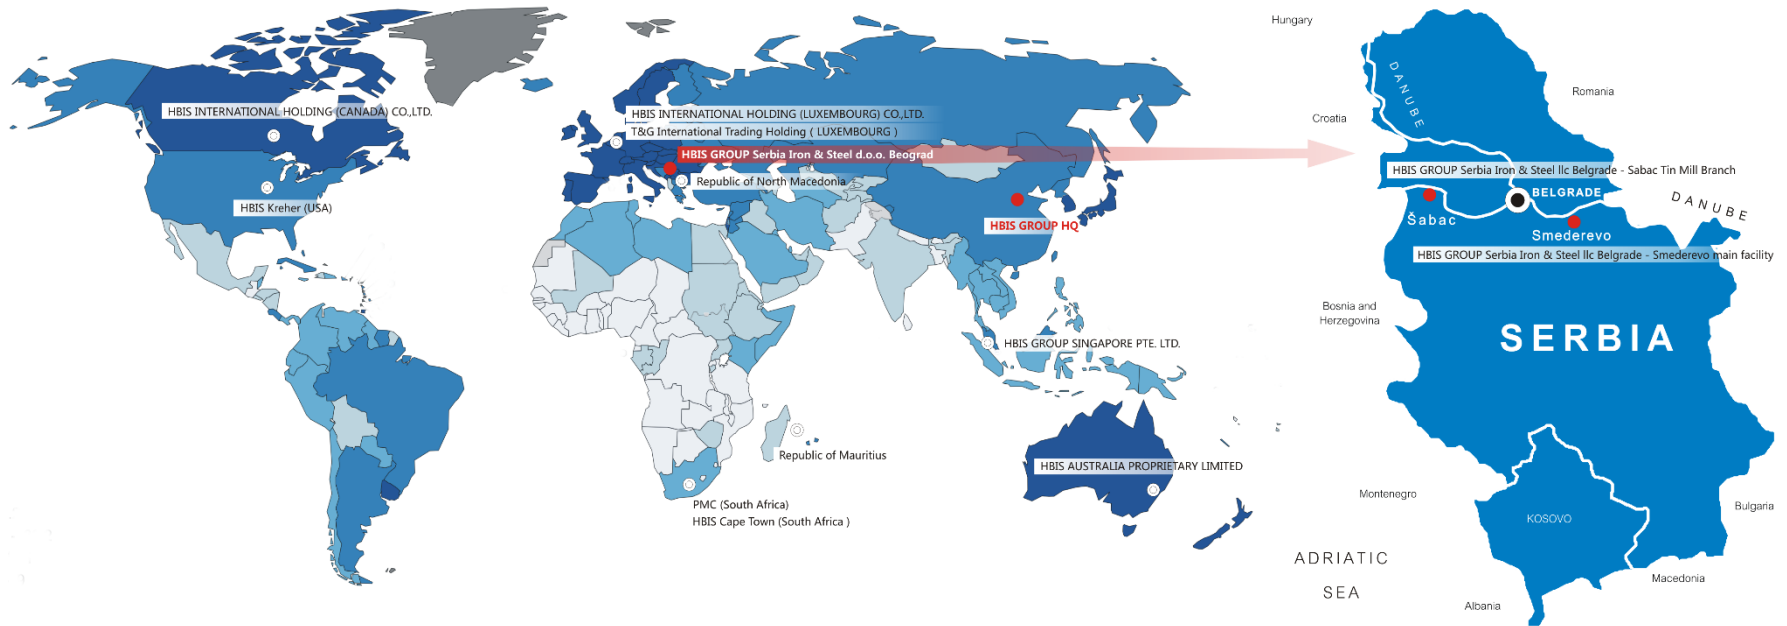 HBIS INTERNATIONAL HOLDING (CANADA) CO.,LTD.
HBIS Kreher (USA)
HBIS INTERNATIONAL HOLDING (LUXEMBOURG) CO.,LTD.
T&G International Trading Holding ( LUXEMBOURG )
HBIS GROUP Serbia Iron & Steel d.o.o. Beograd
Republic of North Macedonia
HBIS GROUP HQ
HBIS GROUP SINGAPORE PTE. LTD.
Republic of Mauritius
HBIS AUSTRALIA PROPRIETARY LIMITED
PMC (South Africa)
HBIS Cape Town (South Africa )
Hungary
DANUBE
Romania
Croatia
HBIS GROUP Serbia Iron & Steel llc Belgrade - Sabac Tin Mill Branch
BELGRADE
DANUBE
Šabac
Smederevo
HBIS GROUP Serbia Iron & Steel llc Belgrade - Smederevo main facility
Bosnia and
Herzegovina
SERBIA
Montenegro
Bulgaria
KOSOVO
ADRIATIC
SEA
Macedonia
Albania